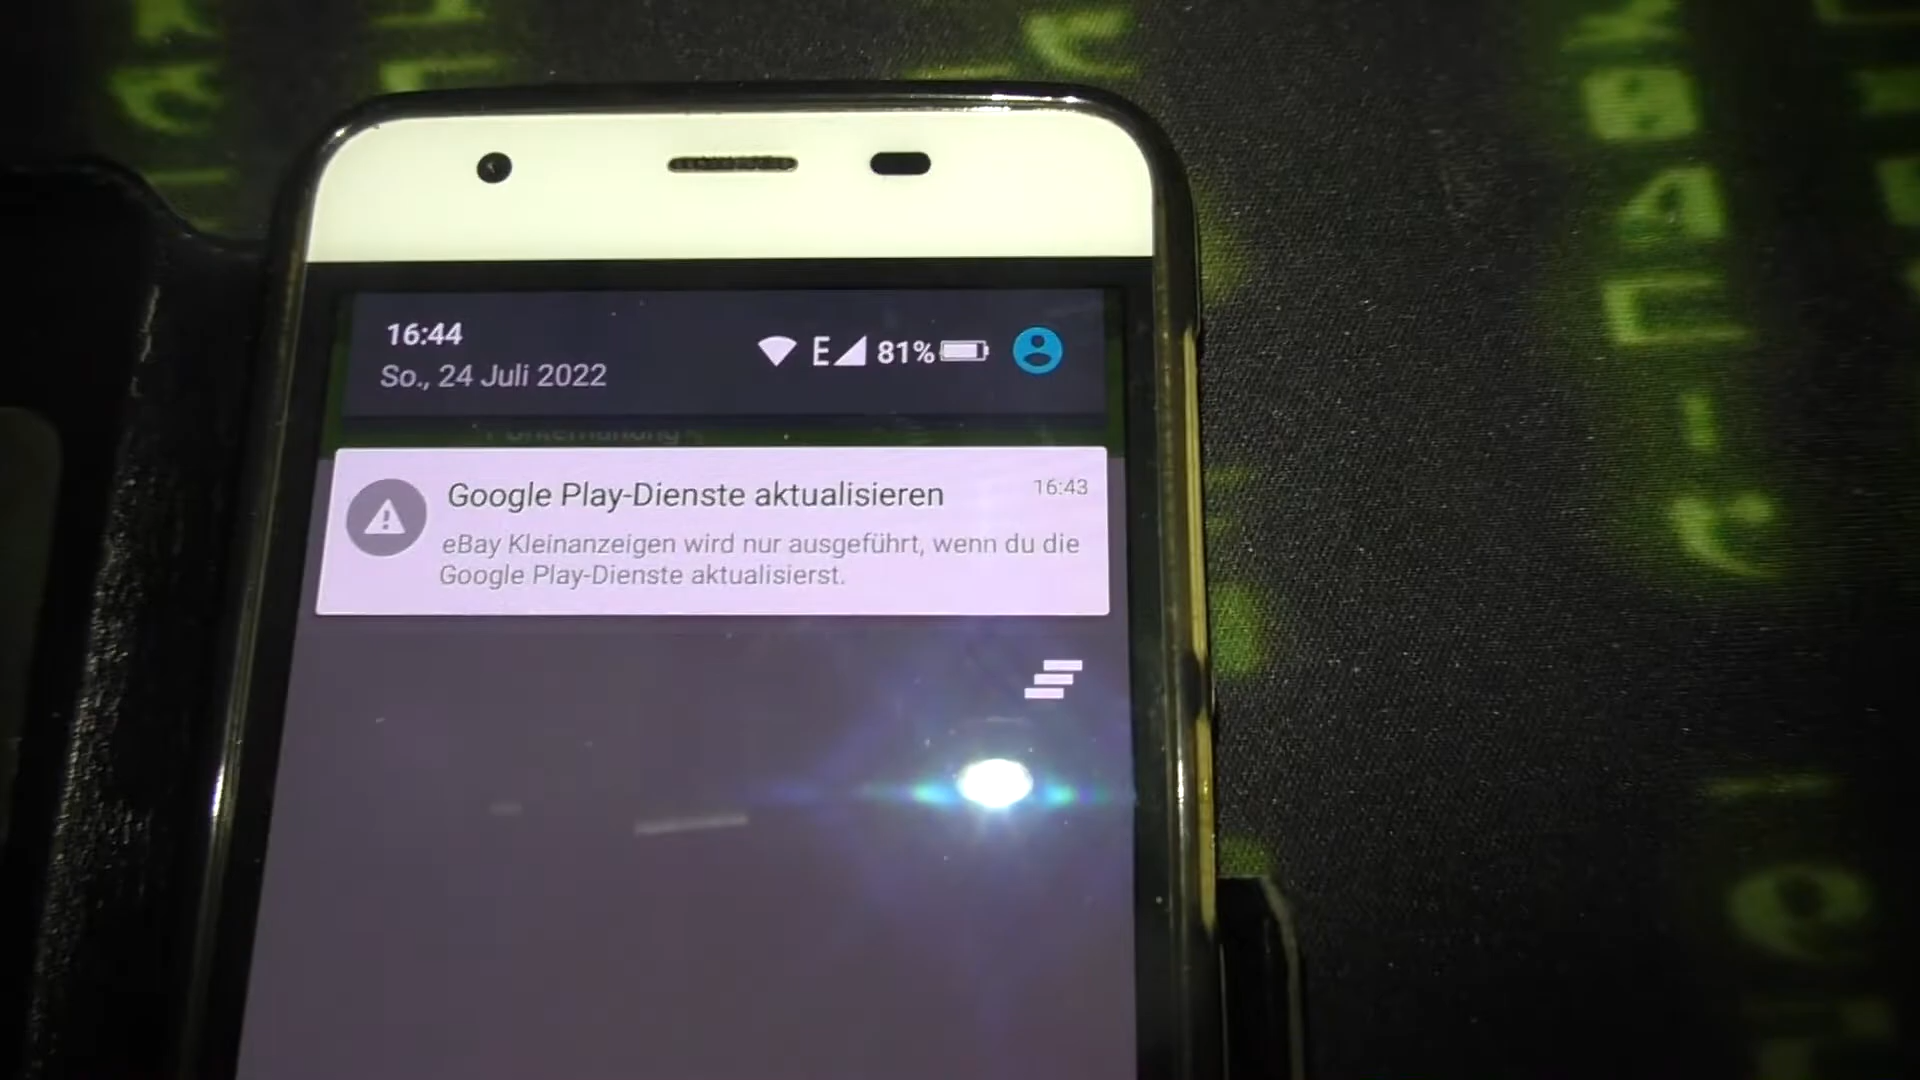 16:44
E 81%
So., 24 Juli 2022
Google Play-Dienste aktualisieren
16:43
eBay Kleinanzeigen wird nur ausgeführt, wenn du die
Google Play-Dienste aktualisierst.